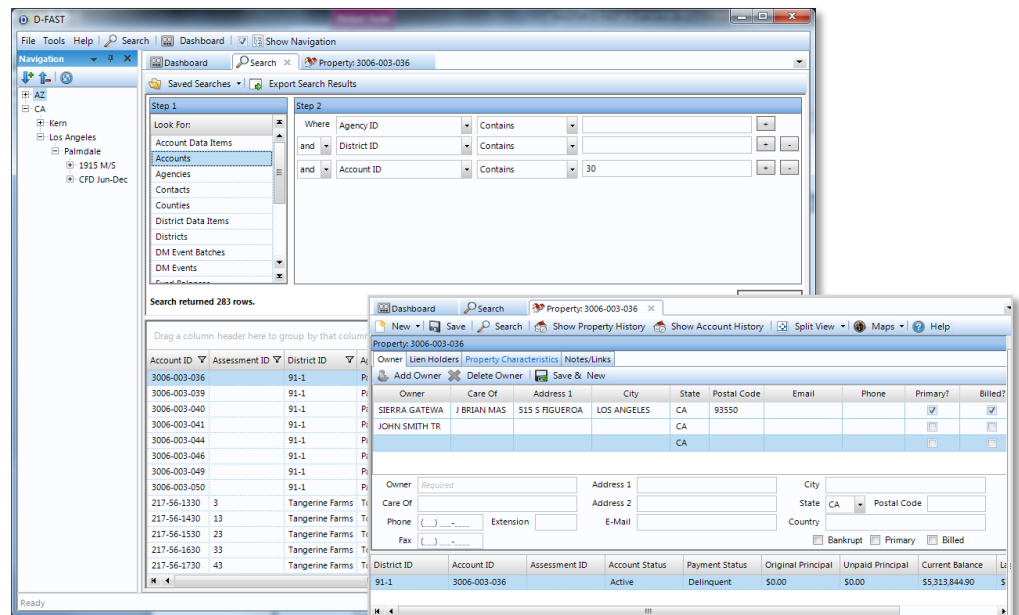 D-FAST
File Tools Help Search Dashboard Show Navigation
Navigation
Dashboard Search Property: 3006-003-036
Saved Searches Export Search Results
AZ
CA
Kern
Los Angeles
Palmdale
1915 M/S
CFD Jun-Dec
Step 1
Look For:
Account Data Items
Accounts
Agencies
Contacts
Counties
District Data Items
Districts
DM Event Batches
DM Events
Fund Balances
Step 2
Where Agency ID Contains + 
and District ID Contains + -
and Account ID Contains 30 + -
Search returned 283 rows.
Drag a column header here to group by that colum
Account ID Assessment ID District ID
3006-003-036 91-1
3006-003-039 91-1
3006-003-040 91-1
3006-003-041 91-1
3006-003-044 91-1
3006-003-046 91-1
3006-003-049 91-1
3006-003-050 91-1
217-56-1330 3 Tangerine Farms
217-56-1430 13 Tangerine Farms
217-56-1530 23 Tangerine Farms
217-56-1630 33 Tangerine Farms
217-56-1730 43 Tangerine Farms
Ready
Dashboard Search Property: 3006-003-036
New Save Search Show Property History Show Account History Split View Maps Help
Property: 3006-003-036
Owner Lien Holders Property Characteristics Notes/Links
Add Owner Delete Owner Save & New
Owner Care Of Address 1 City State Postal Code Email Phone Primary? Billed?
SIERRA GATEWA J BRIAN MAS 515 S FIGUEROA LOS ANGELES CA 93550
JOHN SMITH TR CA
CA
Owner Required Address 1 City
Care Of Address 2 State CA Postal Code
Phone (__) ___-____ Extension E-Mail Country
Fax (__) ___-____ Bankrupt Primary Billed
District ID Account ID Assessment ID Account Status Payment Status Original Principal Unpaid Principal Current Balance
91-1 3006-003-036 Active Delinquent $0.00 $0.00 $5,313,844.90